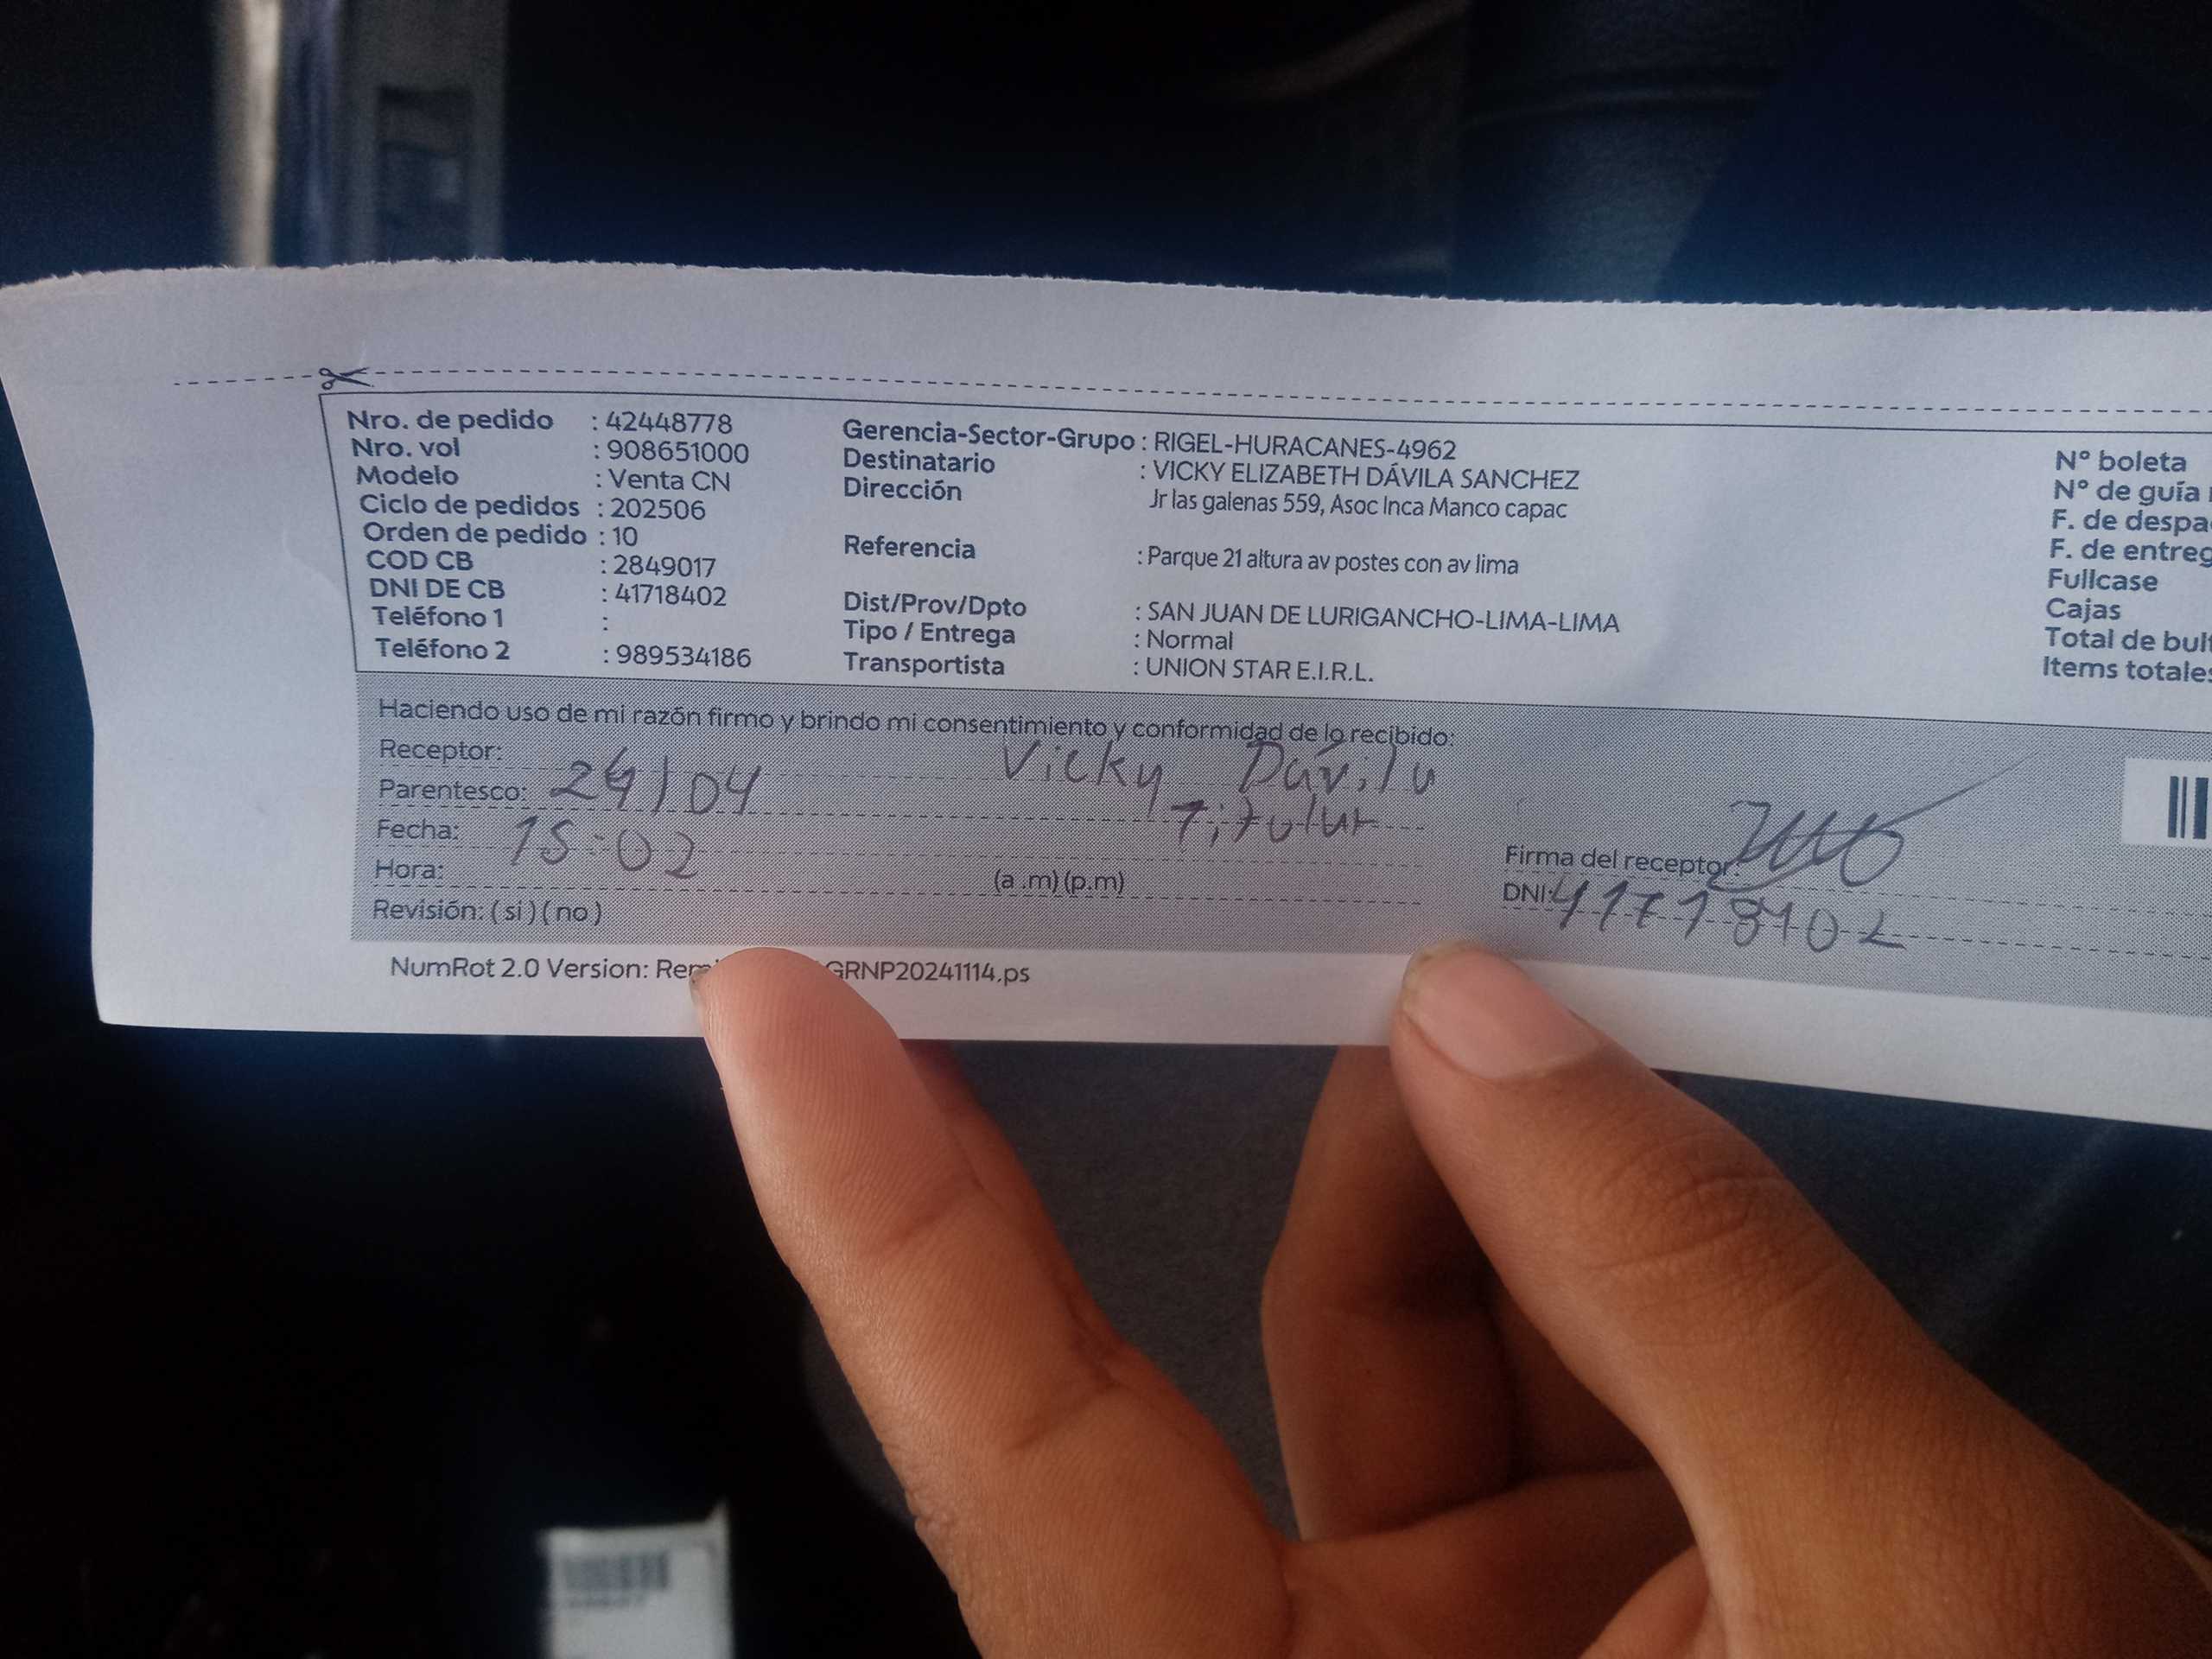 Nro. de pedido : 42448778
Nro. vol : 908651000
Modelo : Venta CN
Ciclo de pedidos : 202506
Orden de pedido : 10
COD CB : 2849017
DNI DE CB : 41718402
Teléfono 1 :
Teléfono 2 : 989534186
Gerencia-Sector-Grupo : RIGEL-HURACANES-4962
Destinatario : VICKY ELIZABETH DÁVILA SANCHEZ
Dirección Jr las galenas 559, Asoc Inca Manco capac
Referencia : Parque 21 altura av postes con av lima
Dist/Prov/Dpto : SAN JUAN DE LURIGANCHO-LIMA-LIMA
Tipo / Entrega : Normal
Transportista : UNION STAR E.I.R.L.
N° boleta
N° de guía
F. de despa
F. de entreg
Fullcase
Cajas
Total de bult
Items totales
Haciendo uso de mi razón firmo y brindo mi consentimiento y conformidad de lo recibido:
Receptor: Vicky Dávila
Parentesco: 24/04 Titular
Fecha: 15:02
Hora: (a.m) (p.m)
Revisión: ( si ) ( no )
Firma del receptor:
DNI: 41718402
NumRot 2.0 Version: Rem GRNP20241114.ps